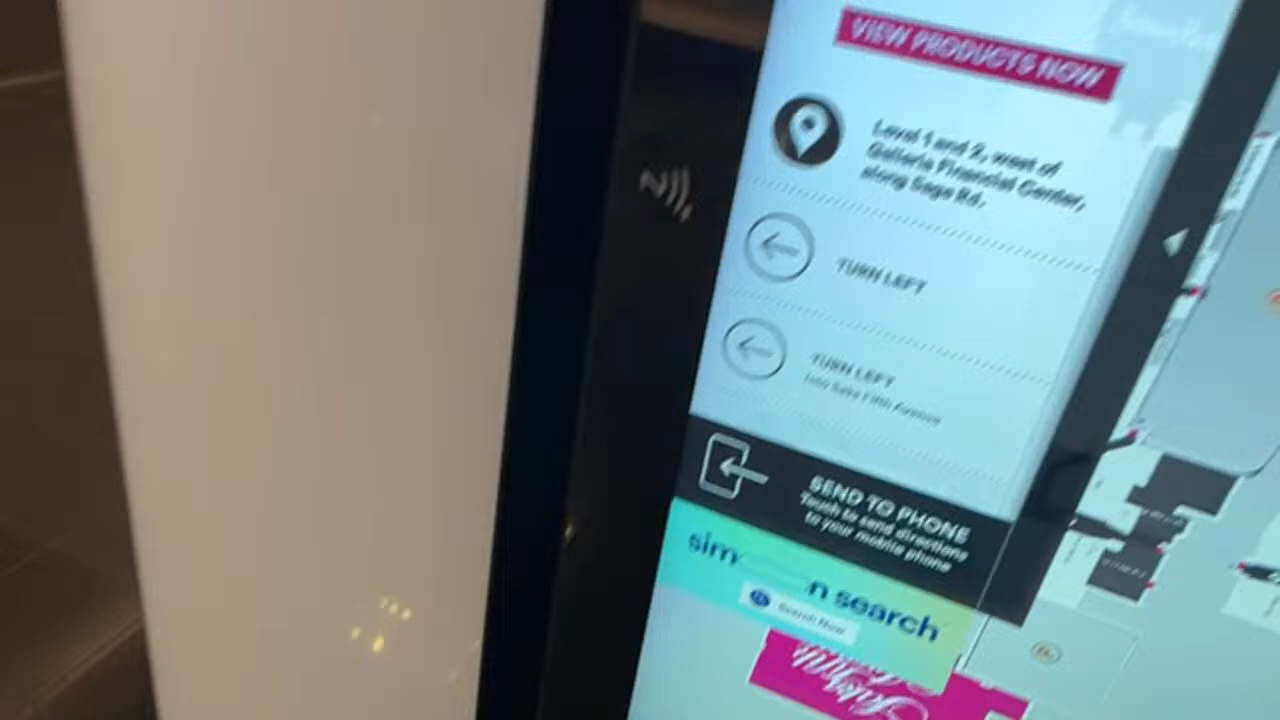 VIEW PRODUCTS NOW
Level 1 and 2, west of
Galleria Financial Center,
along Sage Rd.
TURN LEFT
TURN LEFT
Into Saks Fifth Avenue
SEND TO PHONE
Touch to send directions
to your mobile phone
sim n search
Search Now